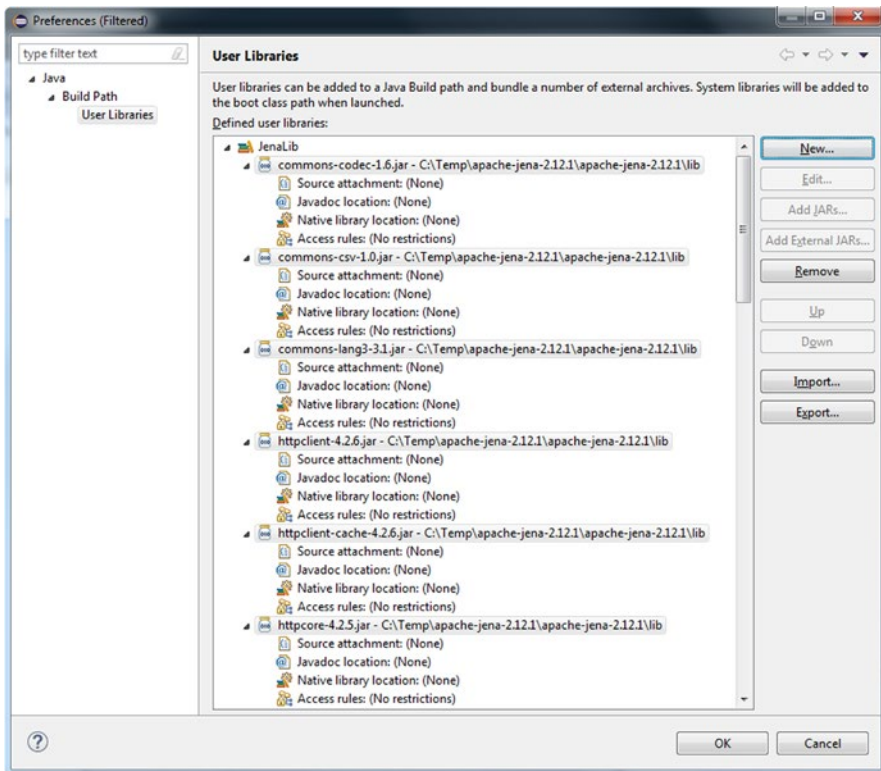 Preferences (Filtered)
type filter text
Java
Build Path
User Libraries
User Libraries
User libraries can be added to a Java Build path and bundle a number of external archives. System libraries will be added to
the boot class path when launched.
Defined user libraries:
JenaLib
commons-codec-1.6.jar - C:\Temp\apache-jena-2.12.1\apache-jena-2.12.1\lib
Source attachment: (None)
Javadoc location: (None)
Native library location: (None)
Access rules: (No restrictions)
commons-csv-1.0.jar - C:\Temp\apache-jena-2.12.1\apache-jena-2.12.1\lib
Source attachment: (None)
Javadoc location: (None)
Native library location: (None)
Access rules: (No restrictions)
commons-lang3-3.1.jar - C:\Temp\apache-jena-2.12.1\apache-jena-2.12.1\lib
Source attachment: (None)
Javadoc location: (None)
Native library location: (None)
Access rules: (No restrictions)
httpclient-4.2.6.jar - C:\Temp\apache-jena-2.12.1\apache-jena-2.12.1\lib
Source attachment: (None)
Javadoc location: (None)
Native library location: (None)
Access rules: (No restrictions)
httpclient-cache-4.2.6.jar - C:\Temp\apache-jena-2.12.1\apache-jena-2.12.1\lib
Source attachment: (None)
Javadoc location: (None)
Native library location: (None)
Access rules: (No restrictions)
httpcore-4.2.5.jar - C:\Temp\apache-jena-2.12.1\apache-jena-2.12.1\lib
Source attachment: (None)
Javadoc location: (None)
Native library location: (None)
Access rules: (No restrictions)
New...
Edit...
Add JARs...
Add External JARs...
Remove
Up
Down
Import...
Export...
OK
Cancel